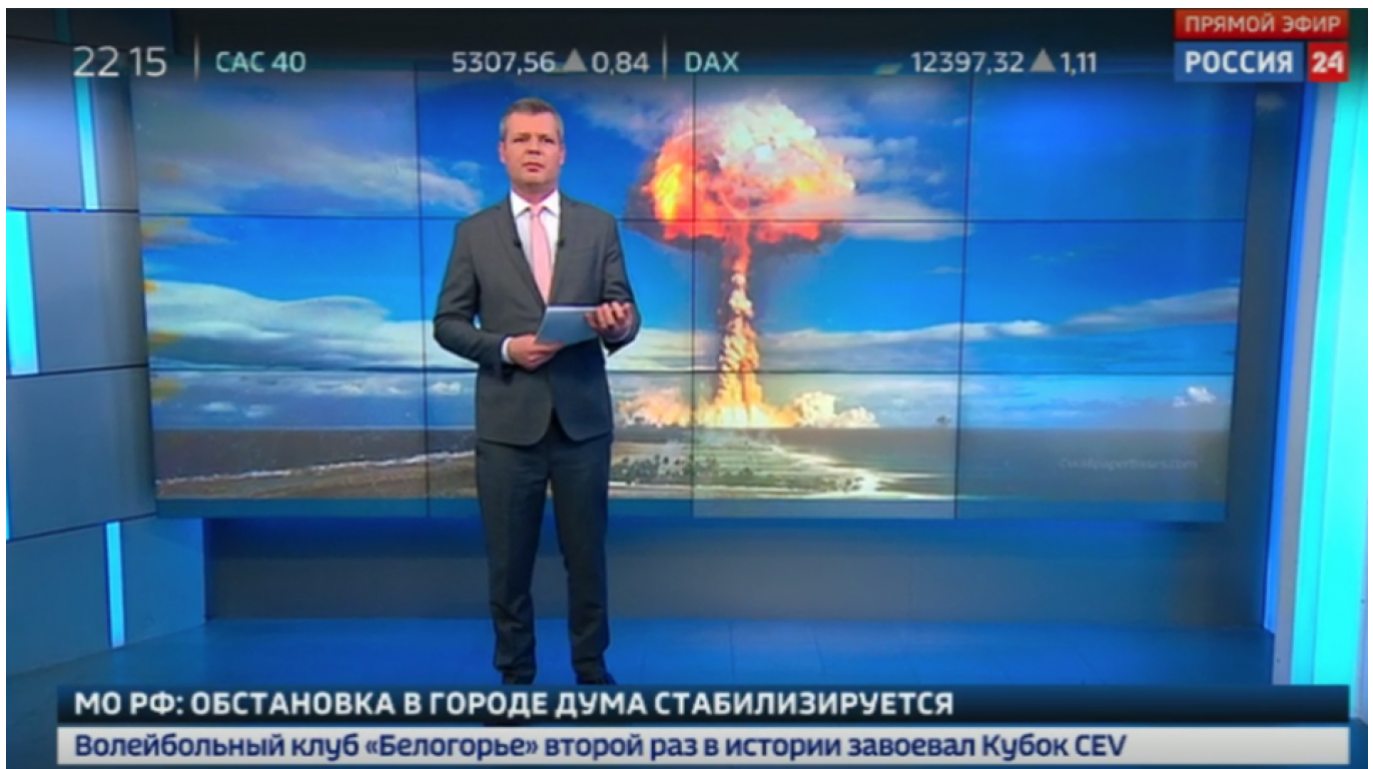 ПРЯМОЙ ЭФИР
22 15 CAC 40 5307,56 ▲ 0,84 DAX 12397,32 ▲ 1,11 РОССИЯ 24
МО РФ: ОБСТАНОВКА В ГОРОДЕ ДУМА СТАБИЛИЗИРУЕТСЯ
Волейбольный клуб «Белогорье» второй раз в истории завоевал Кубок CEV